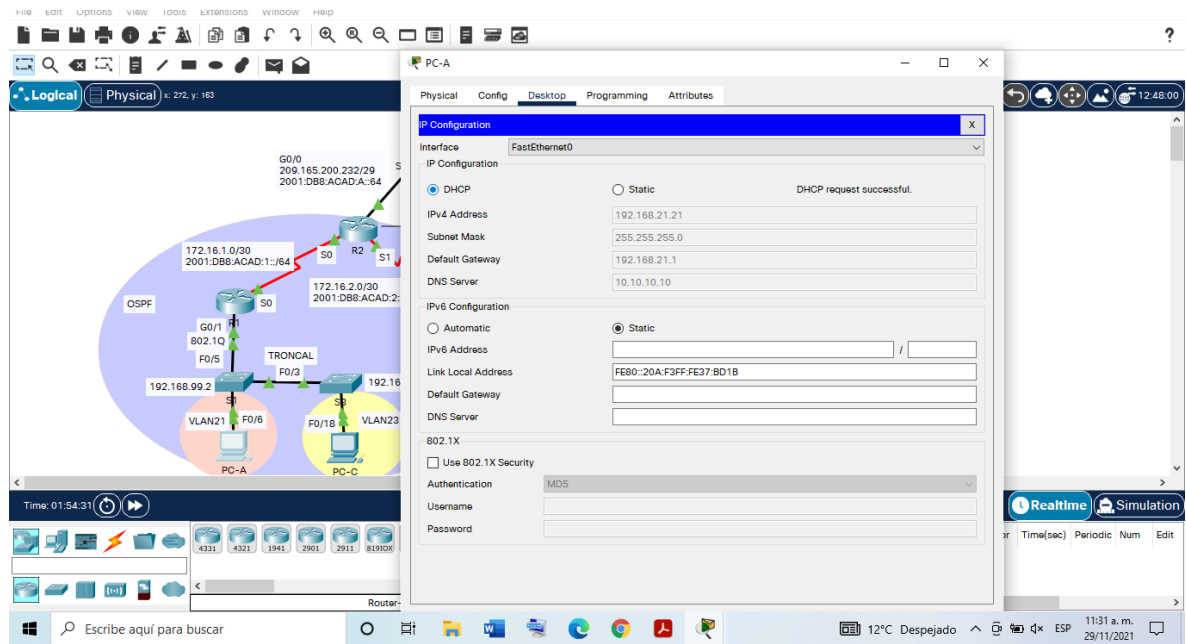 File Edit Options View Tools Extensions Window Help
?
Logical Physical x: 272, y: 163
12:48:00
PC-A
Physical Config Desktop Programming Attributes
IP Configuration X
Interface FastEthernet0
IP Configuration
DHCP Static DHCP request successful.
IPv4 Address 192.168.21.21
Subnet Mask 255.255.255.0
Default Gateway 192.168.21.1
DNS Server 10.10.10.10
IPv6 Configuration
Automatic Static
IPv6 Address /
Link Local Address FE80::20A:F3FF:FE37:BD1B
Default Gateway
DNS Server
802.1X
Use 802.1X Security
Authentication MD5
Username
Password
G0/0
209.165.200.232/29
2001:DB8:ACAD:A::64
S
172.16.1.0/30
2001:DB8:ACAD:1::/64
S0
R2
S1
172.16.2.0/30
2001:DB8:ACAD:2:
OSPF
S0
R1
G0/1
802.1Q
F0/5
TRONCAL
F0/3
192.168.99.2
192.16
S1
S3
VLAN21 F0/6
F0/18 VLAN23
PC-A
PC-C
Time: 01:54:31
Realtime Simulation
4331 4321 1941 2901 2911 819IOX
Time(sec) Periodic Num Edit
Router-
Escribe aquí para buscar
12°C Despejado
ESP
11:31 a. m.
29/11/2021